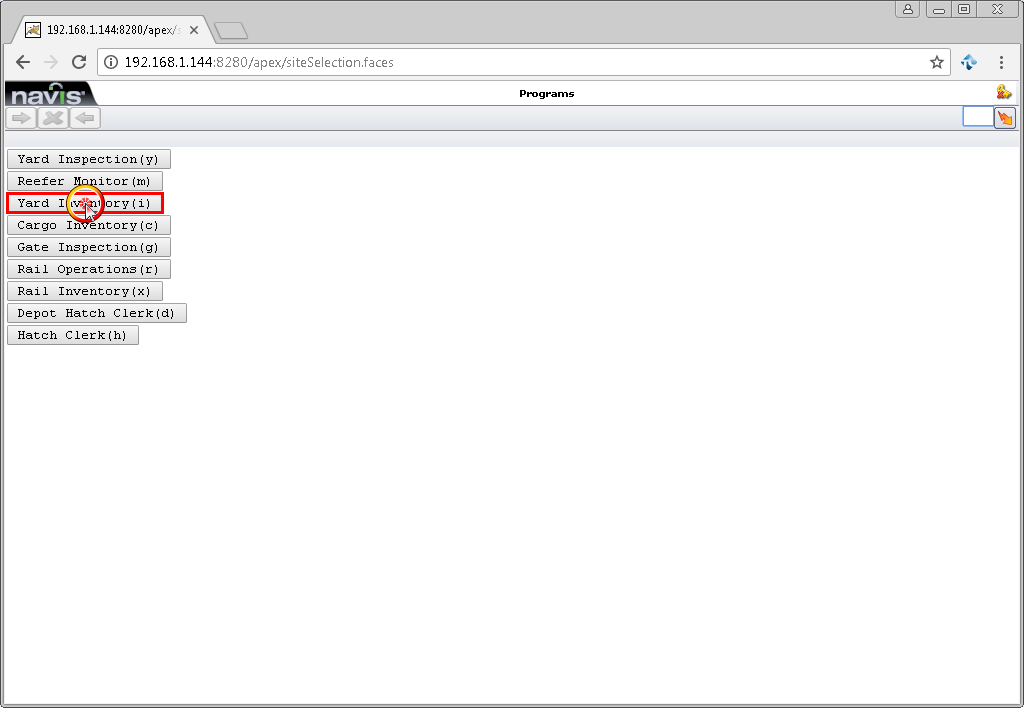 192.168.1.144:8280/apex/s
192.168.1.144:8280/apex/siteSelection.faces
navis
Programs
Yard Inspection(y)
Reefer Monitor(m)
Yard Inventory(i)
Cargo Inventory(c)
Gate Inspection(g)
Rail Operations(r)
Rail Inventory(x)
Depot Hatch Clerk(d)
Hatch Clerk(h)